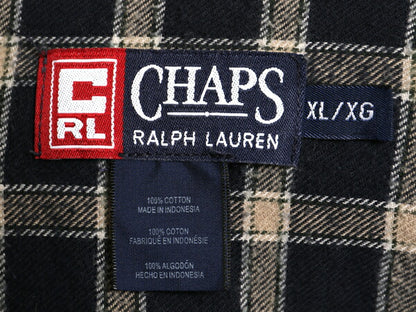 C
RL
CHAPS
RALPH LAUREN
XL/XG
100% COTTON
MADE IN INDONESIA
100% COTON
FABRIQUÉ EN INDONÉSIE
100% ALGODÓN
HECHO EN INDONESIA